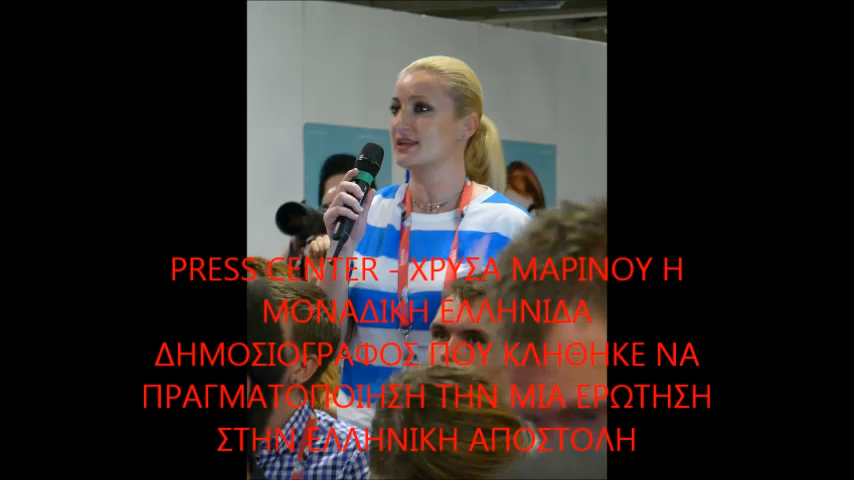 PRESS CENTER - ΧΡΥΣΑ ΜΑΡΙΝΟΥ Η
ΜΟΝΑΔΙΚΗ ΕΛΛΗΝΙΔΑ
ΔΗΜΟΣΙΟΓΡΑΦΟΣ ΠΟΥ ΚΛΗΘΗΚΕ ΝΑ
ΠΡΑΓΜΑΤΟΠΟΙΗΣΗ ΤΗΝ ΜΙΑ ΕΡΩΤΗΣΗ
ΣΤΗΝ ΕΛΛΗΝΙΚΗ ΑΠΟΣΤΟΛΗ